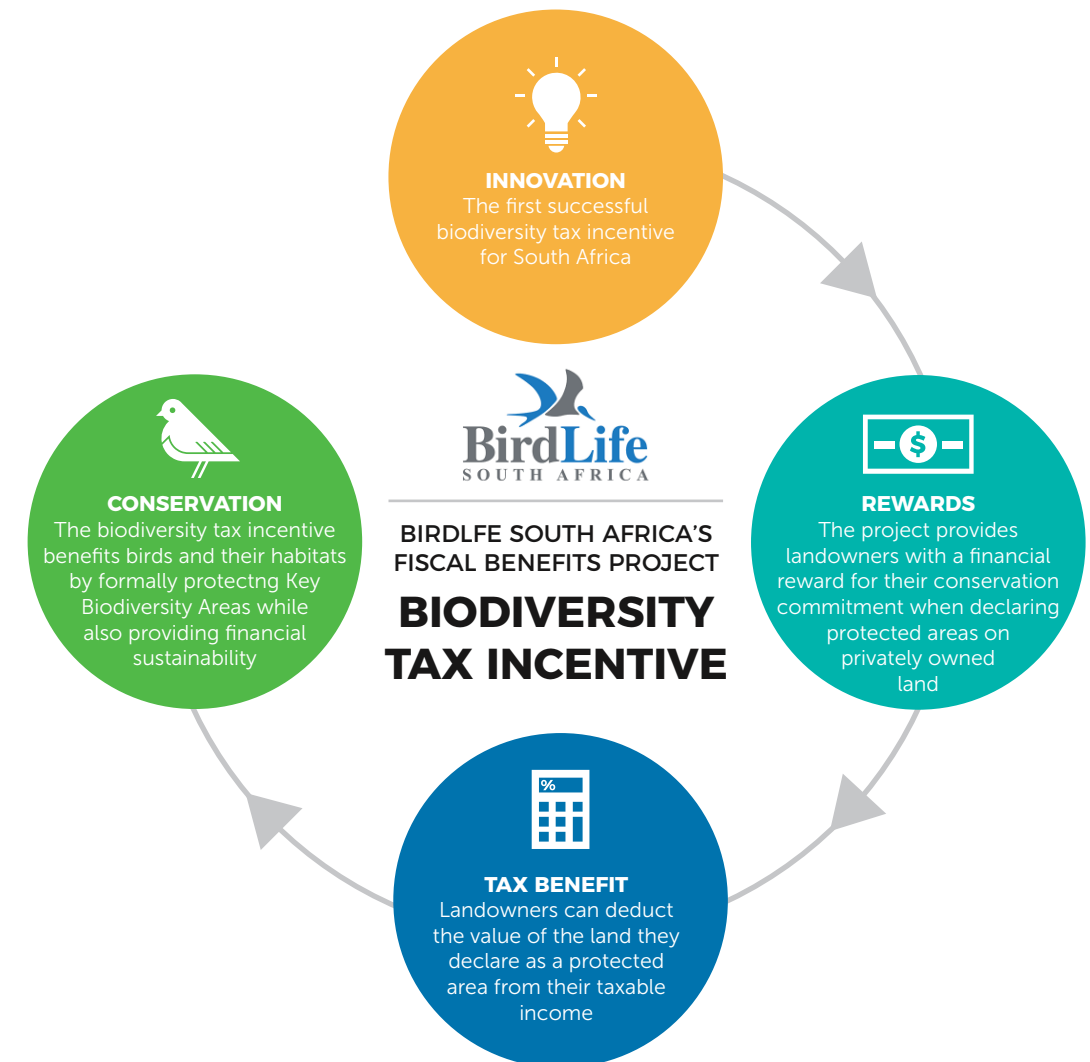 INNOVATION
The first successful
biodiversity tax incentive
for South Africa
BirdLife
SOUTH AFRICA
BIRDLFE SOUTH AFRICA'S
FISCAL BENEFITS PROJECT
BIODIVERSITY
TAX INCENTIVE
$
REWARDS
The project provides
landowners with a financial
reward for their conservation
commitment when declaring
protected areas on
privately owned
land
%
TAX BENEFIT
Landowners can deduct
the value of the land they
declare as a protected
area from their taxable
income
CONSERVATION
The biodiversity tax incentive
benefits birds and their habitats
by formally protectng Key
Biodiversity Areas while
also providing financial
sustainability